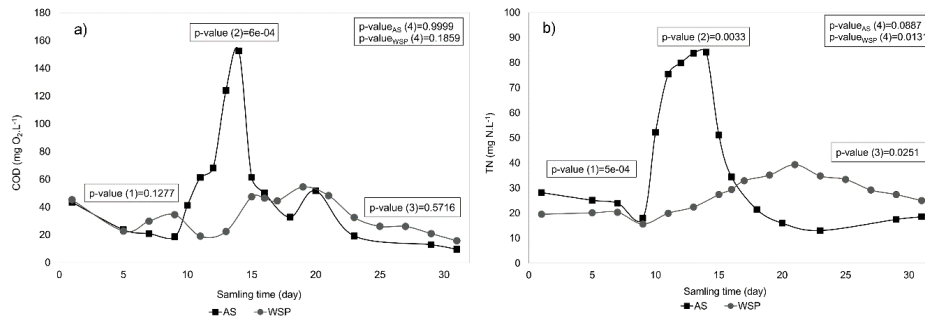 a)
p-value (2)=6e-04
p-value_AS (4)=0.9999
p-value_WSP (4)=0.1859
p-value (1)=0.1277
p-value (3)=0.5716
COD (mg O₂.L⁻¹)
180
160
140
120
100
80
60
40
20
0
0 5 10 15 20 25 30
Samling time (day)
AS WSP
b)
p-value (2)=0.0033
p-value_AS (4)=0.0887
p-value_WSP (4)=0.0131
p-value (1)=5e-04
p-value (3)=0.0251
TN (mg N.L⁻¹)
100
90
80
70
60
50
40
30
20
10
0
0 5 10 15 20 25 30
Samling time (day)
AS WSP